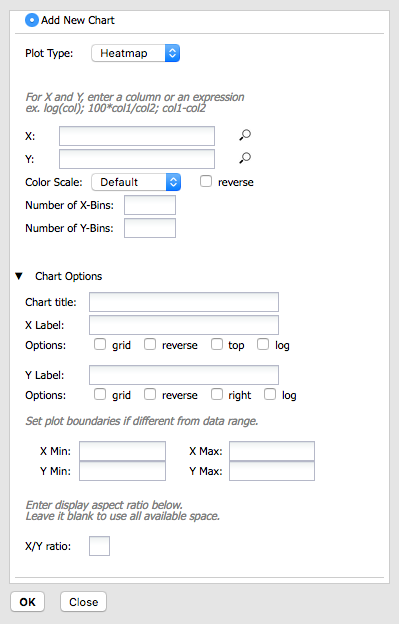 Add New Chart
Plot Type: Heatmap
For X and Y, enter a column or an expression
ex. log(col); 100*col1/col2; col1-col2
X:
Y:
Color Scale: Default reverse
Number of X-Bins:
Number of Y-Bins:
Chart Options
Chart title:
X Label:
Options: grid reverse top log
Y Label:
Options: grid reverse right log
Set plot boundaries if different from data range.
X Min: X Max:
Y Min: Y Max:
Enter display aspect ratio below.
Leave it blank to use all available space.
X/Y ratio:
OK Close